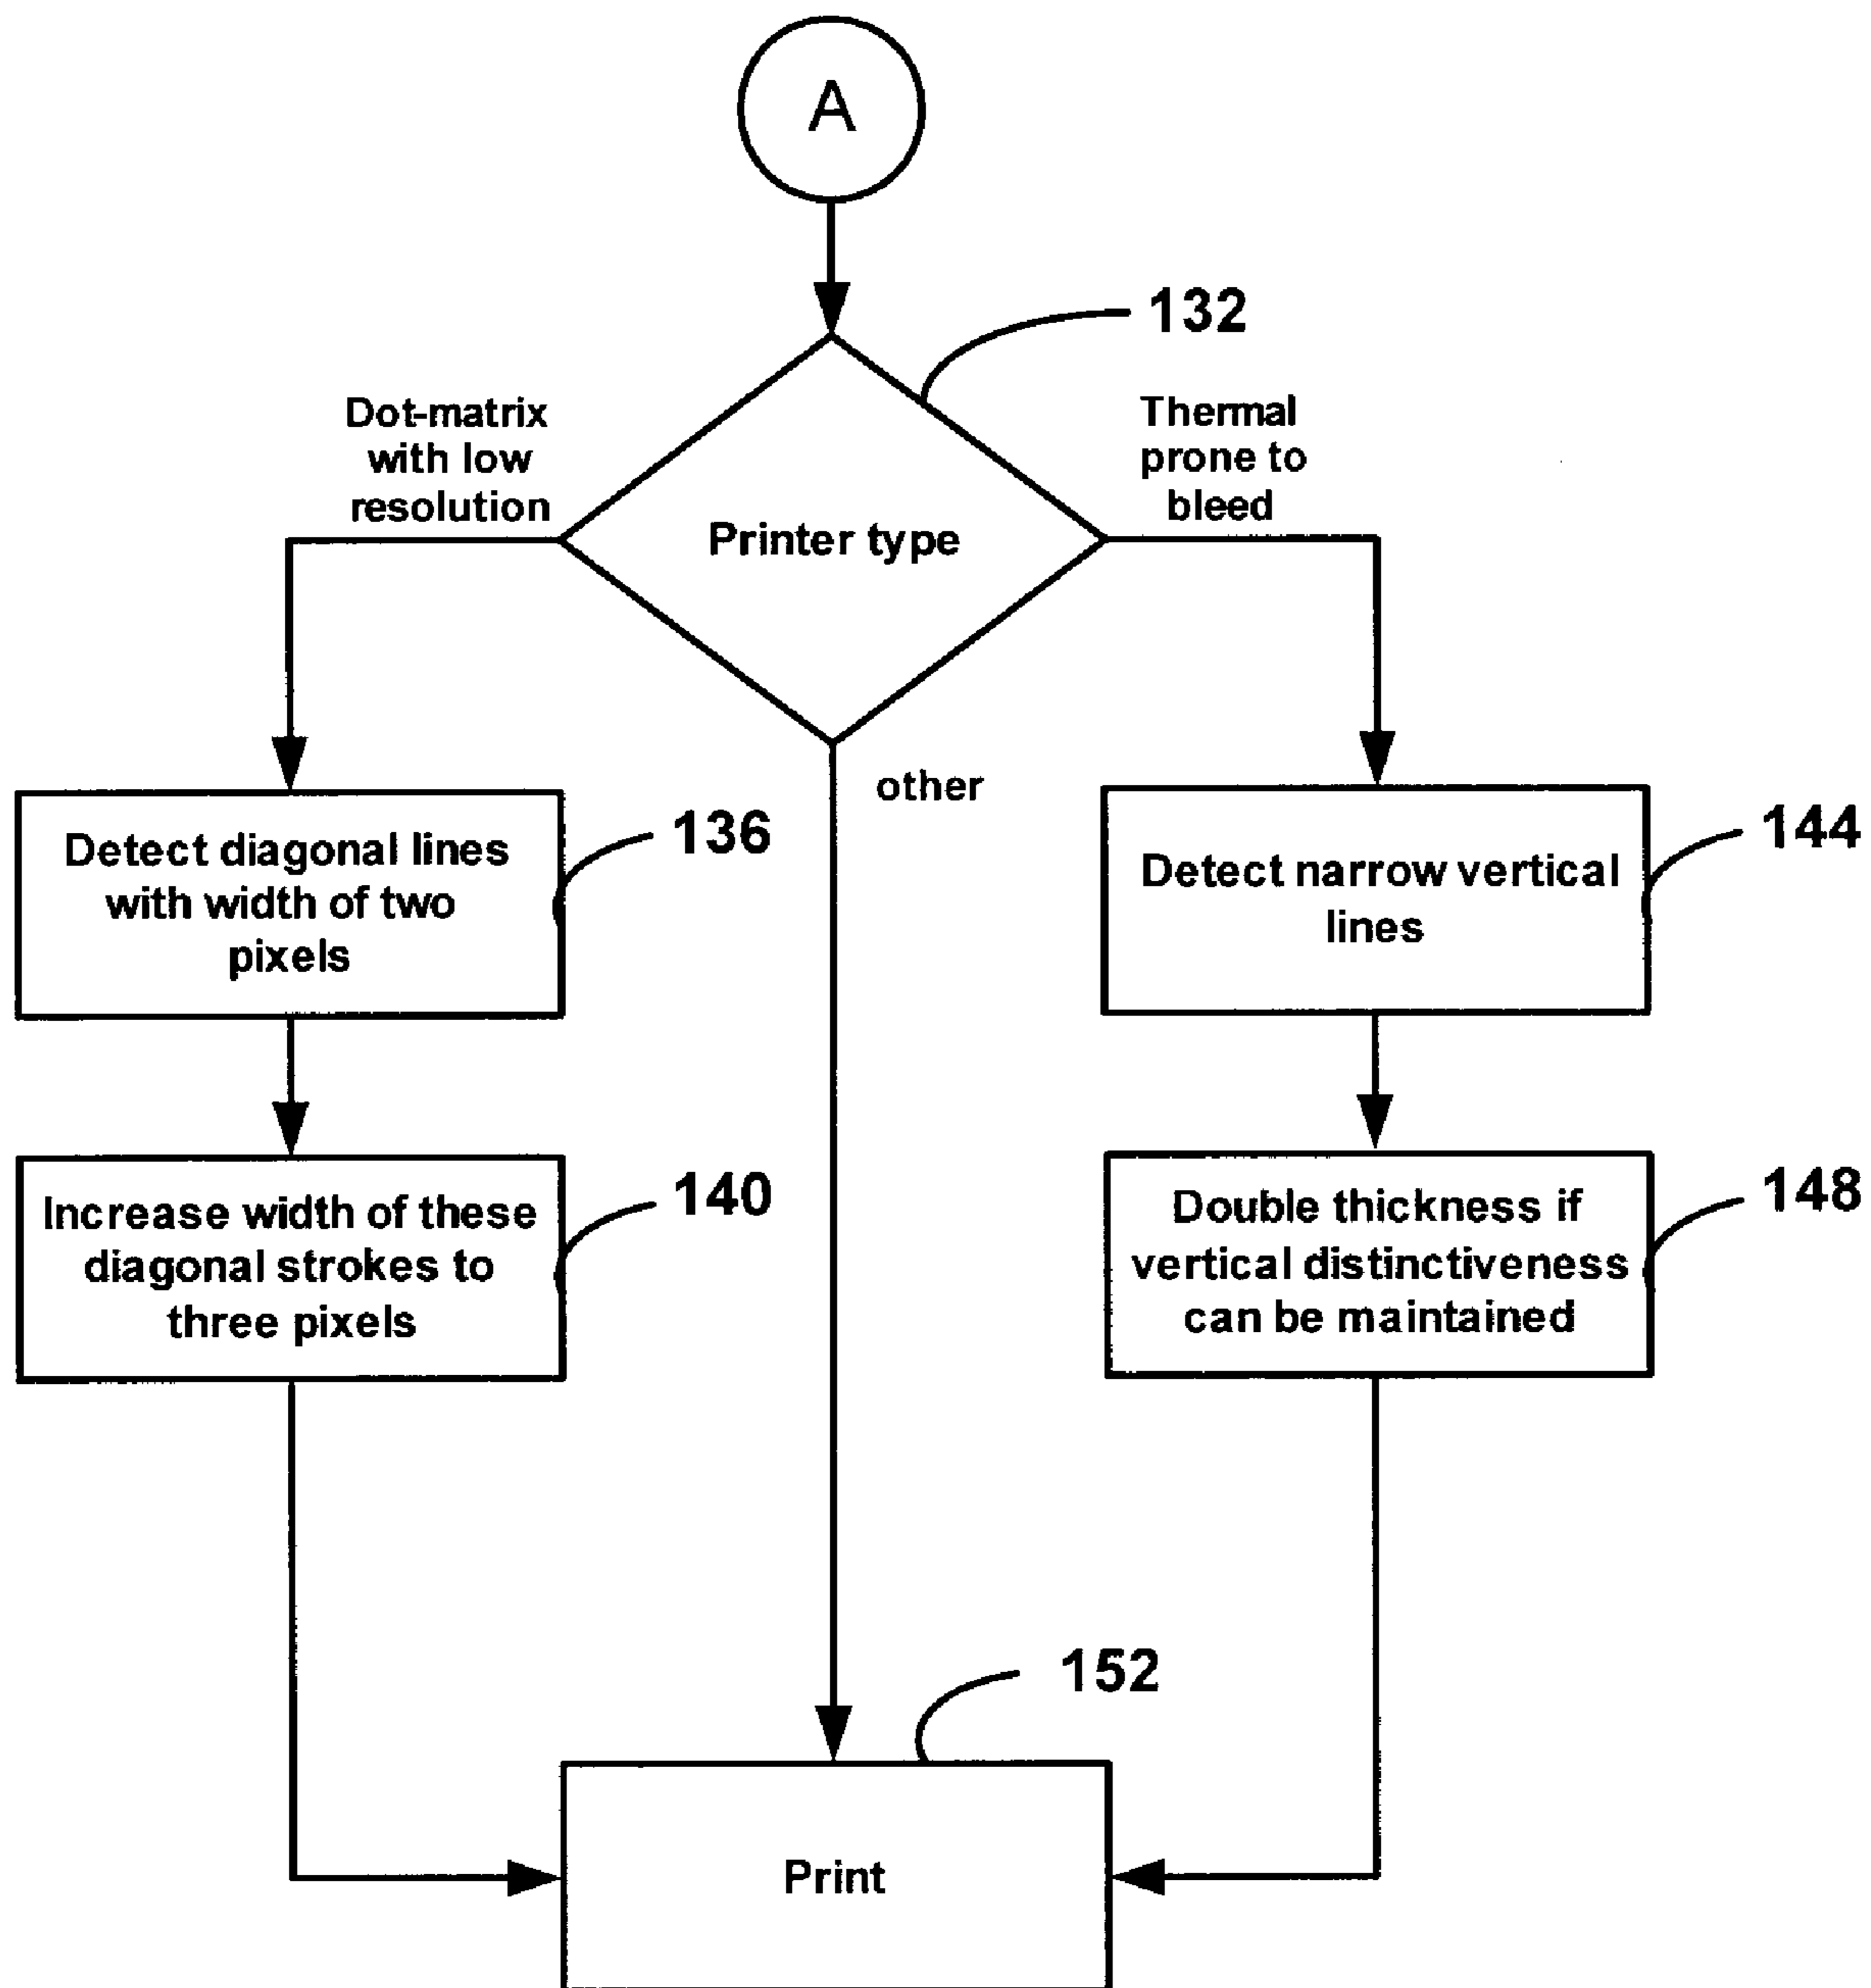 A
132
Dot-matrix
with low
resolution
Thermal
prone to
bleed
Printer type
other
Detect diagonal lines
with width of two
pixels
136
Detect narrow vertical
lines
144
Increase width of these
diagonal strokes to
three pixels
140
Double thickness if
vertical distinctiveness
can be maintained
148
152
Print